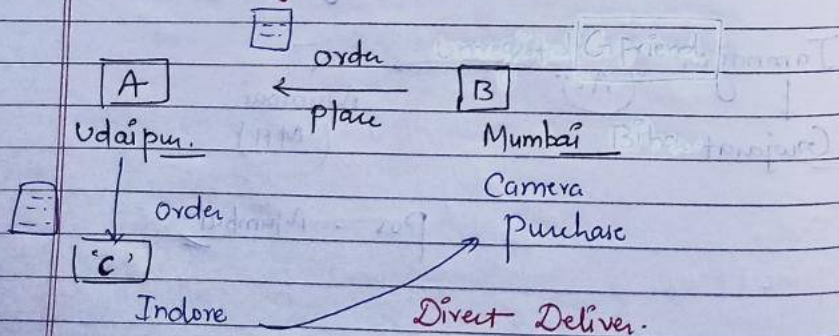 order
A B
place
Udaipur. Mumbai
Camera
order Purchase
'C'
Indore Direct Deliver.